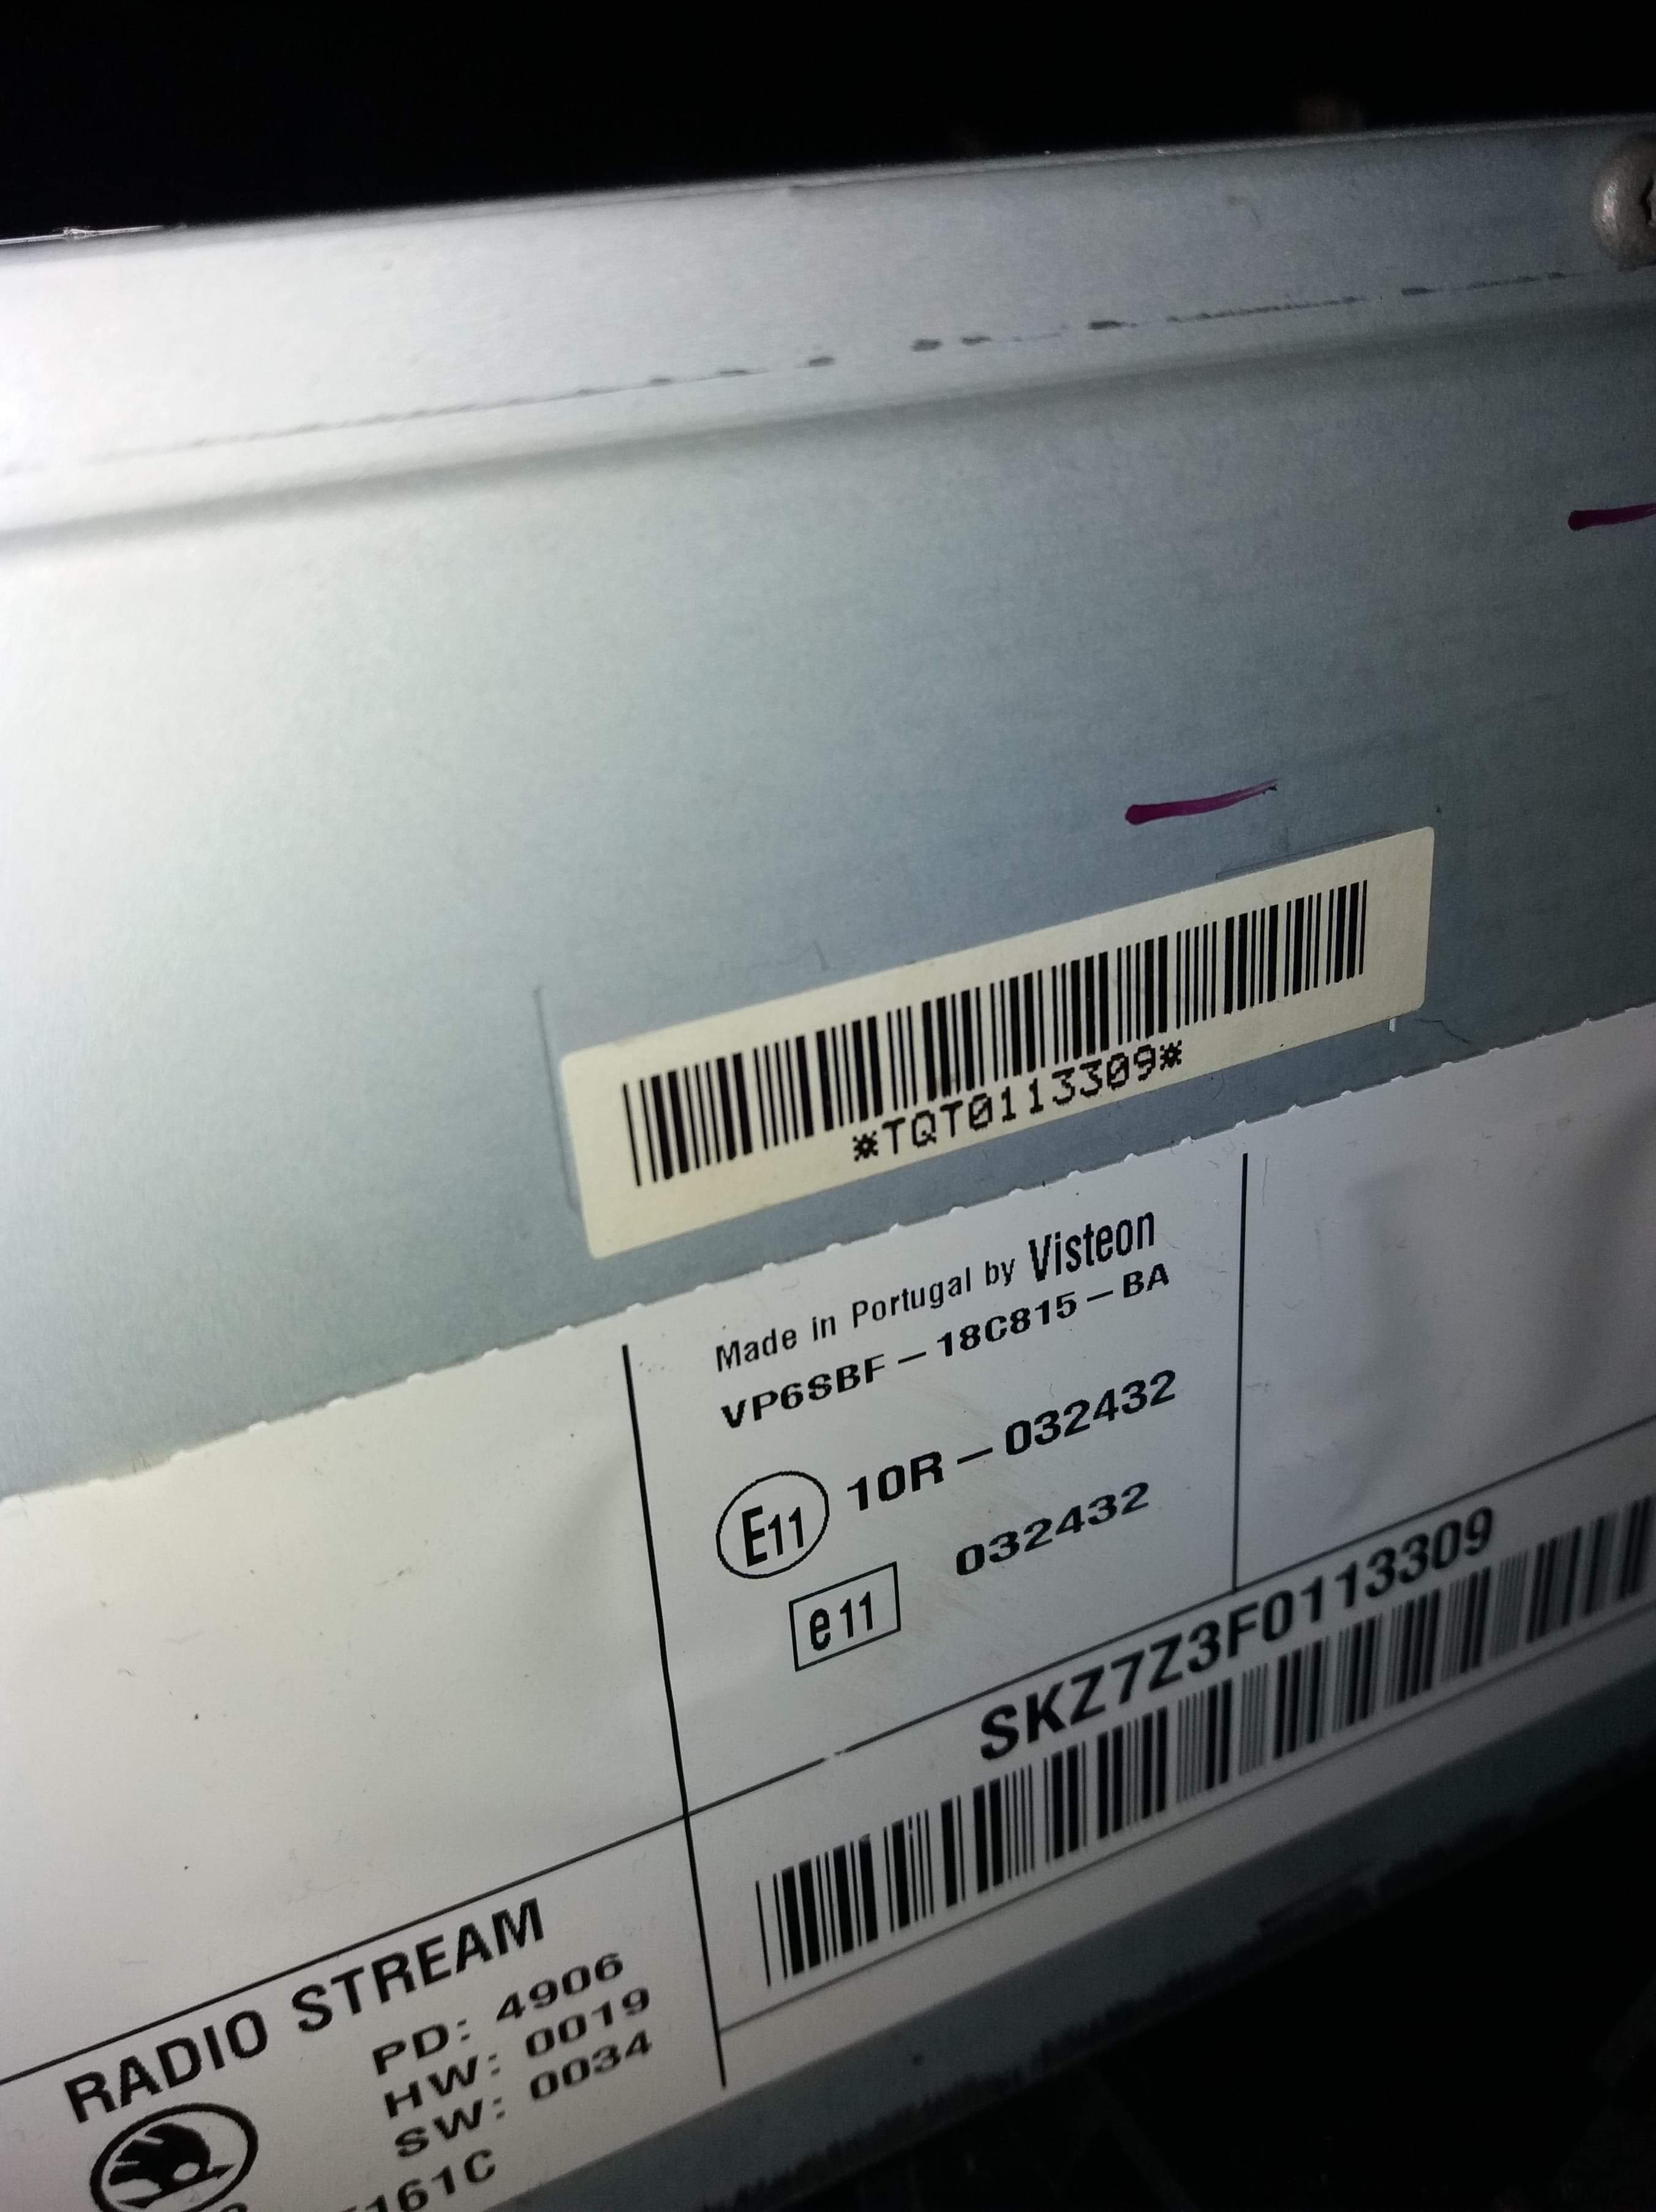 *TQT0113309*
Made in Portugal by Visteon
VP6SBF-18C815-BA
E11 10R-032432
e11 032432
SKZ7Z3F0113309
RADIO STREAM
PD: 4906
HW: 0019
SW: 0034
161C